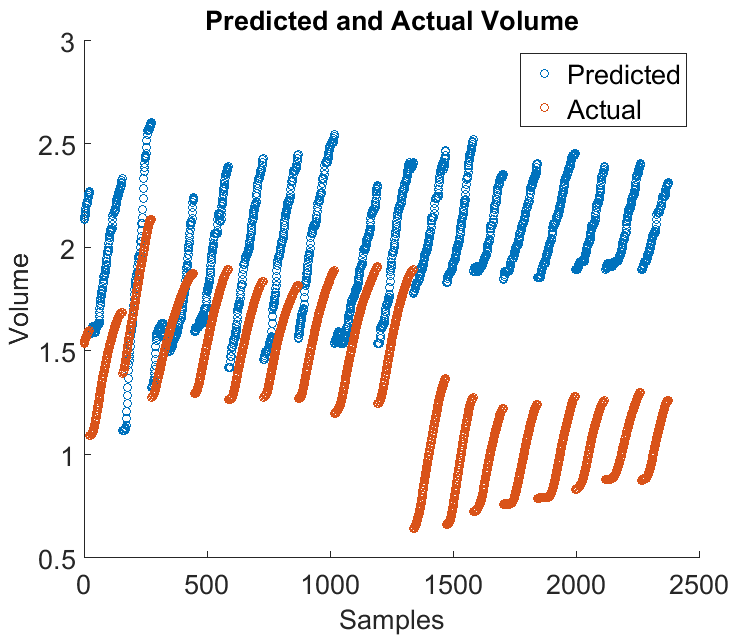 Predicted and Actual Volume
3
Predicted
Actual
2.5
2
Volume
1.5
1
0.5
0 500 1000 1500 2000 2500
Samples